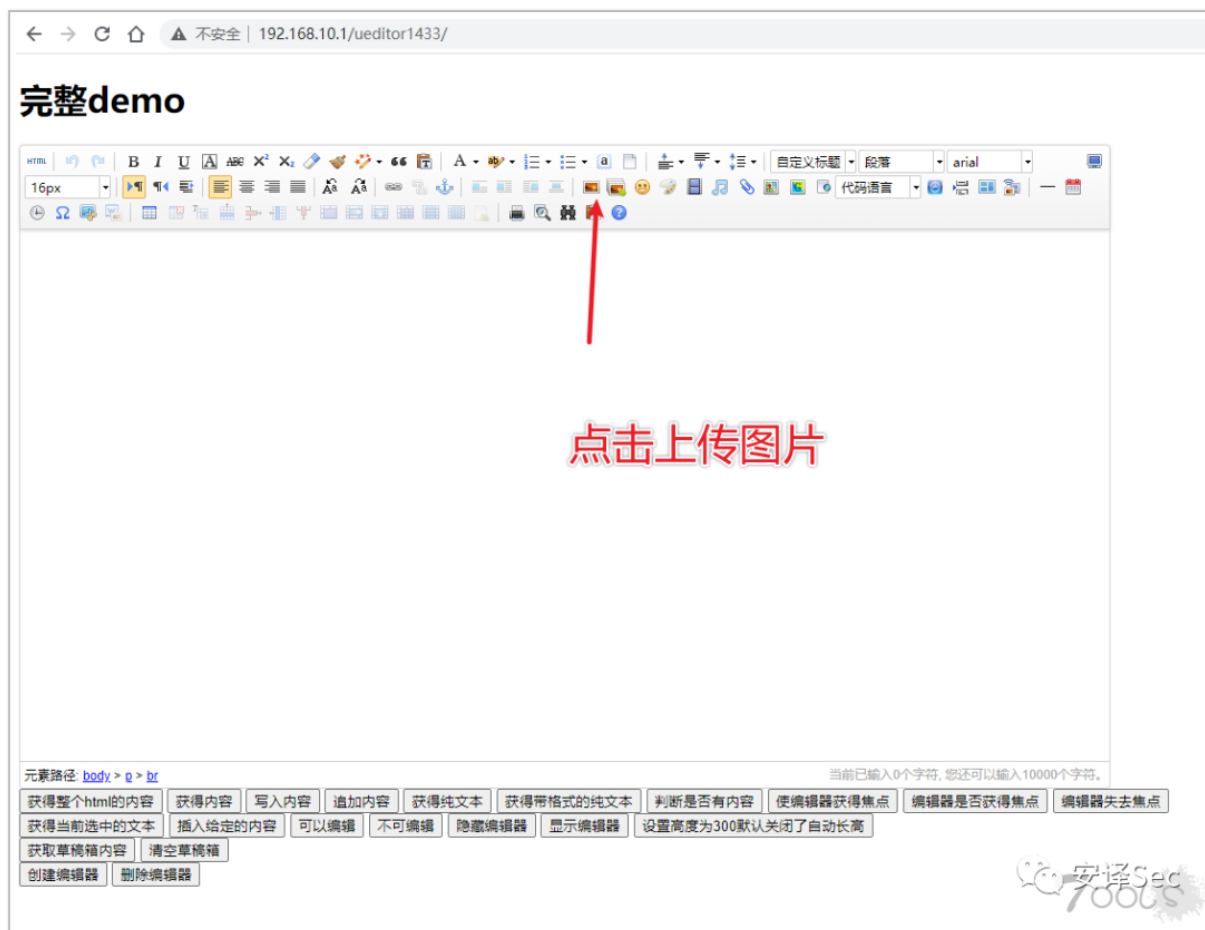 不安全 | 192.168.10.1/ueditor1433/
完整demo
HTML B I U A ABC X² X₂ A ab a 自定义标题 段落 arial
16px 代码语言
点击上传图片
元素路径: body > p > br 当前已输入0个字符, 您还可以输入10000个字符。
获得整个html的内容 获得内容 写入内容 追加内容 获得纯文本 获得带格式的纯文本 判断是否有内容 使编辑器获得焦点 编辑器是否获得焦点 编辑器失去焦点
获得当前选中的文本 插入给定的内容 可以编辑 不可编辑 隐藏编辑器 显示编辑器 设置高度为300默认关闭了自动长高
获取草稿箱内容 清空草稿箱
创建编辑器 删除编辑器
安译Sec
TOOLS